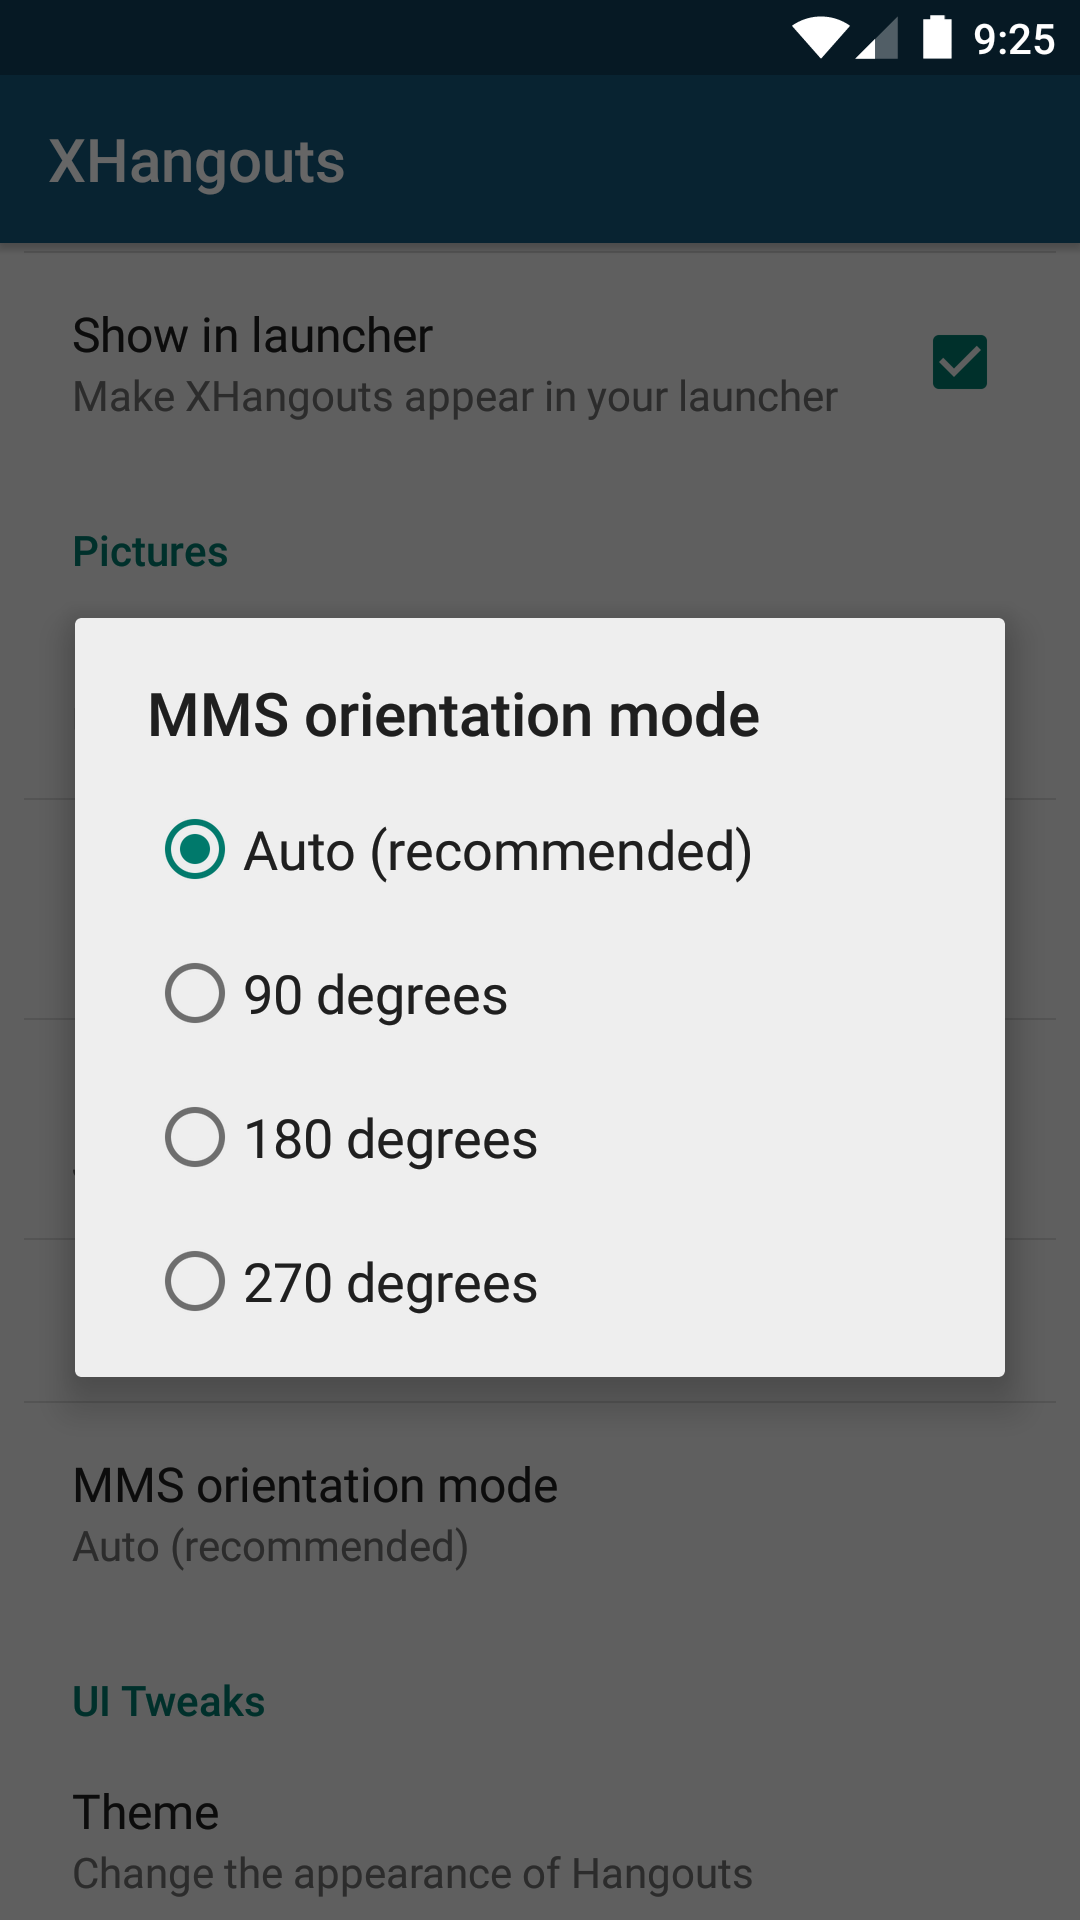 9:25
XHangouts
Show in launcher
Make XHangouts appear in your launcher
Pictures
MMS orientation mode
Auto (recommended)
90 degrees
180 degrees
270 degrees
MMS orientation mode
Auto (recommended)
UI Tweaks
Theme
Change the appearance of Hangouts